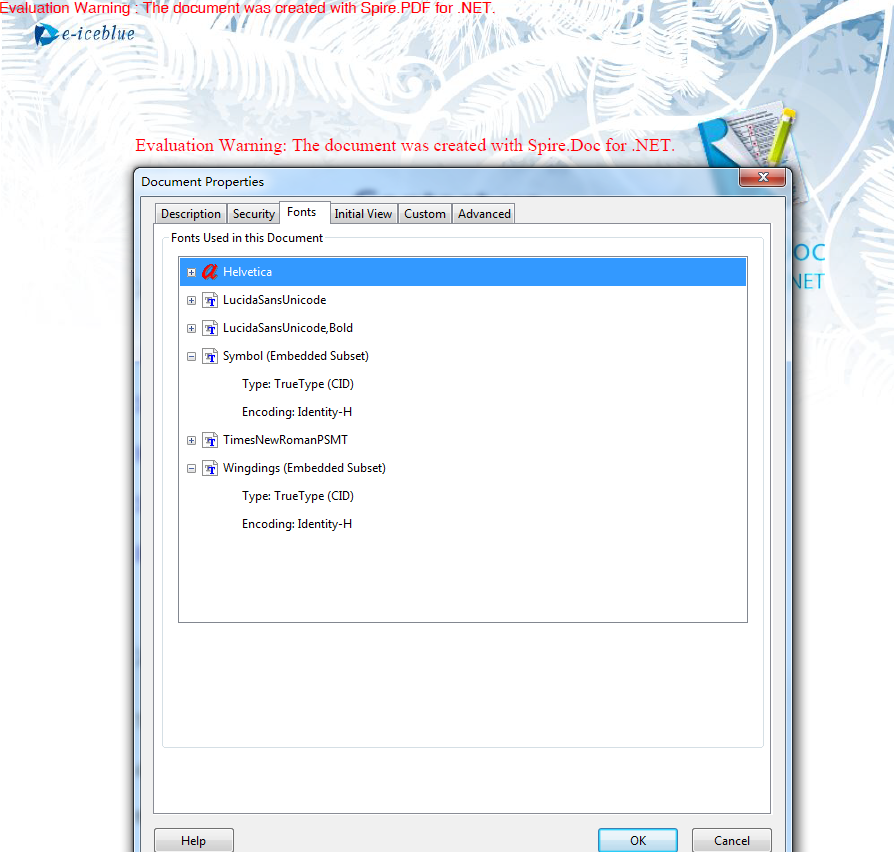 Evaluation Warning : The document was created with Spire.PDF for .NET.
e-iceblue
Evaluation Warning: The document was created with Spire.Doc for .NET.
Document Properties
Description Security Fonts Initial View Custom Advanced
Fonts Used in this Document
Helvetica
OC
LucidaSansUnicode
NET
LucidaSansUnicode,Bold
Symbol (Embedded Subset)
Type: TrueType (CID)
Encoding: Identity-H
TimesNewRomanPSMT
Wingdings (Embedded Subset)
Type: TrueType (CID)
Encoding: Identity-H
Help OK Cancel